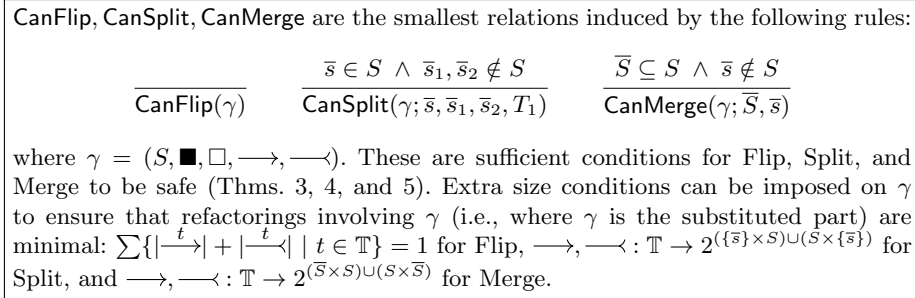 CanFlip, CanSplit, CanMerge are the smallest relations induced by the following rules:
s̅ ∈ S ∧ s̅₁, s̅₂ ∉ S    S̅ ⊆ S ∧ s̅ ∉ S
CanFlip(γ)    CanSplit(γ; s̅, s̅₁, s̅₂, T₁)    CanMerge(γ; S̅, s̅)
where γ = (S, ■, □, ⟶, ⤙). These are sufficient conditions for Flip, Split, and
Merge to be safe (Thms. 3, 4, and 5). Extra size conditions can be imposed on γ
to ensure that refactorings involving γ (i.e., where γ is the substituted part) are
minimal: ∑{|⟶ᵗ| + |⤙ᵗ| | t ∈ 𝕋} = 1 for Flip, ⟶, ⤙ : 𝕋 → 2^(({s̅}×S)∪(S×{s̅})) for
Split, and ⟶, ⤙ : 𝕋 → 2^((S̅×S)∪(S×S̅)) for Merge.